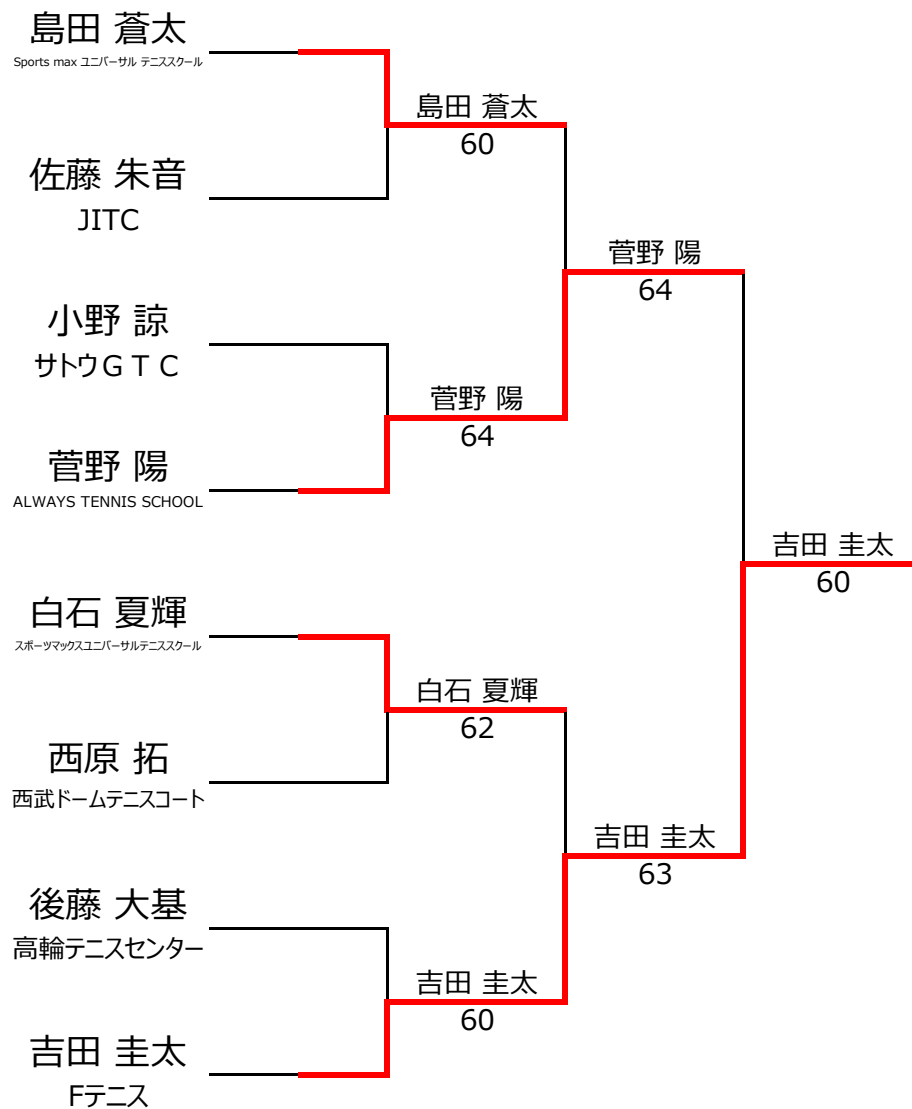 島田 蒼太
Sports max ユニバーサル テニススクール
佐藤 朱音
JITC
小野 諒
サトウＧＴＣ
菅野 陽
ALWAYS TENNIS SCHOOL
白石 夏輝
スポーツマックスユニバーサルテニススクール
西原 拓
西武ドームテニスコート
後藤 大基
高輪テニスセンター
吉田 圭太
Fテニス
島田 蒼太
60
菅野 陽
64
白石 夏輝
62
吉田 圭太
60
菅野 陽
64
吉田 圭太
63
吉田 圭太
60